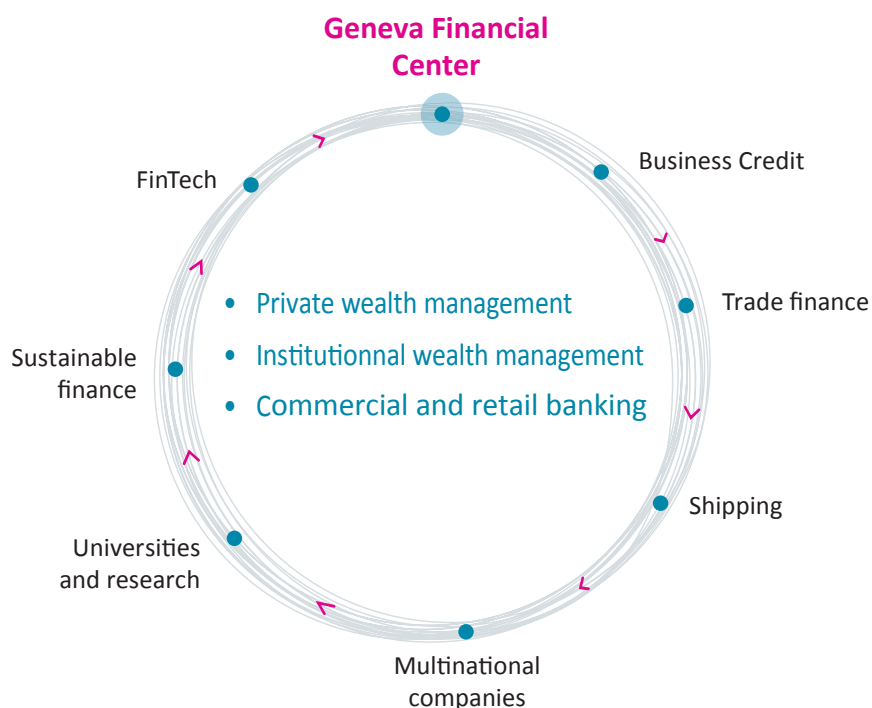 Geneva Financial
Center
Business Credit
FinTech
• Private wealth management
Trade finance
• Institutionnal wealth management
Sustainable
finance
• Commercial and retail banking
Shipping
Universities
and research
Multinational
companies